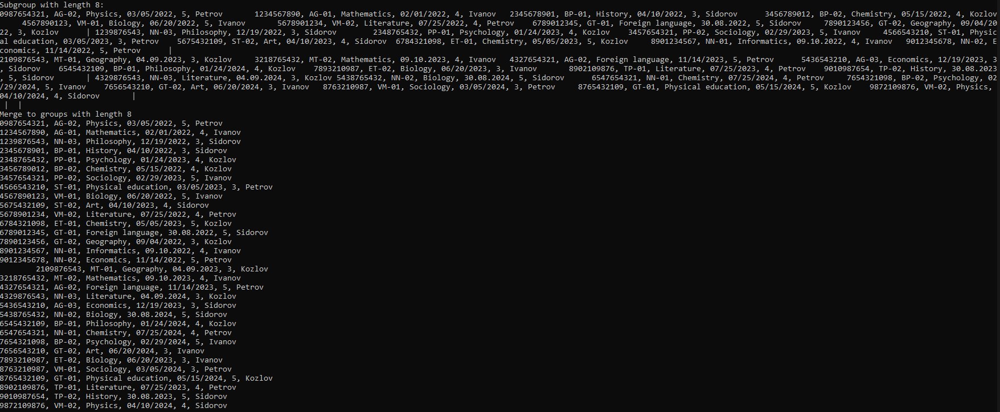 Subgroup with length 8:
0987654321, AG-02, Physics, 03/05/2022, 5, Petrov       1234567890, AG-01, Mathematics, 02/01/2022, 4, Ivanov   2345678901, BP-01, History, 04/10/2022, 3, Sidorov      3456789012, BP-02, Chemistry, 05/15/2022, 4, Kozlov
     4567890123, VM-01, Biology, 06/20/2022, 5, Ivanov       5678901234, VM-02, Literature, 07/25/2022, 4, Petrov    6789012345, GT-01, Foreign language, 30.08.2022, 5, Sidorov     7890123456, GT-02, Geography, 09/04/20
22, 3, Kozlov      | 1239876543, NN-03, Philosophy, 12/19/2022, 3, Sidorov        2348765432, PP-01, Psychology, 01/24/2023, 4, Kozlov    3457654321, PP-02, Sociology, 02/29/2023, 5, Ivanov     4566543210, ST-01, Physic
al education, 03/05/2023, 3, Petrov    5675432109, ST-02, Art, 04/10/2023, 4, Sidorov  6784321098, ET-01, Chemistry, 05/05/2023, 5, Kozlov     8901234567, NN-01, Informatics, 09.10.2022, 4, Ivanov   9012345678, NN-02, E
conomics, 11/14/2022, 5, Petrov      |
2109876543, MT-01, Geography, 04.09.2023, 3, Kozlov     3218765432, MT-02, Mathematics, 09.10.2023, 4, Ivanov   4327654321, AG-02, Foreign language, 11/14/2023, 5, Petrov      5436543210, AG-03, Economics, 12/19/2023, 3
, Sidorov    6545432109, BP-01, Philosophy, 01/24/2024, 4, Kozlov    7893210987, ET-02, Biology, 06/20/2023, 3, Ivanov       8902109876, TP-01, Literature, 07/25/2023, 4, Petrov    9010987654, TP-02, History, 30.08.2023
, 5, Sidorov       | 4329876543, NN-03, Literature, 04.09.2024, 3, Kozlov 5438765432, NN-02, Biology, 30.08.2024, 5, Sidorov      6547654321, NN-01, Chemistry, 07/25/2024, 4, Petrov     7654321098, BP-02, Psychology, 02
/29/2024, 5, Ivanov    7656543210, GT-02, Art, 06/20/2024, 3, Ivanov   8763210987, VM-01, Sociology, 03/05/2024, 3, Petrov     8765432109, GT-01, Physical education, 05/15/2024, 5, Kozlov    9872109876, VM-02, Physics,
04/10/2024, 4, Sidorov       |
 |  |
Merge to groups with length 8
0987654321, AG-02, Physics, 03/05/2022, 5, Petrov
1234567890, AG-01, Mathematics, 02/01/2022, 4, Ivanov
1239876543, NN-03, Philosophy, 12/19/2022, 3, Sidorov
2345678901, BP-01, History, 04/10/2022, 3, Sidorov
2348765432, PP-01, Psychology, 01/24/2023, 4, Kozlov
3456789012, BP-02, Chemistry, 05/15/2022, 4, Kozlov
3457654321, PP-02, Sociology, 02/29/2023, 5, Ivanov
4566543210, ST-01, Physical education, 03/05/2023, 3, Petrov
4567890123, VM-01, Biology, 06/20/2022, 5, Ivanov
5675432109, ST-02, Art, 04/10/2023, 4, Sidorov
5678901234, VM-02, Literature, 07/25/2022, 4, Petrov
6784321098, ET-01, Chemistry, 05/05/2023, 5, Kozlov
6789012345, GT-01, Foreign language, 30.08.2022, 5, Sidorov
7890123456, GT-02, Geography, 09/04/2022, 3, Kozlov
8901234567, NN-01, Informatics, 09.10.2022, 4, Ivanov
9012345678, NN-02, Economics, 11/14/2022, 5, Petrov
        2109876543, MT-01, Geography, 04.09.2023, 3, Kozlov
3218765432, MT-02, Mathematics, 09.10.2023, 4, Ivanov
4327654321, AG-02, Foreign language, 11/14/2023, 5, Petrov
4329876543, NN-03, Literature, 04.09.2024, 3, Kozlov
5436543210, AG-03, Economics, 12/19/2023, 3, Sidorov
5438765432, NN-02, Biology, 30.08.2024, 5, Sidorov
6545432109, BP-01, Philosophy, 01/24/2024, 4, Kozlov
6547654321, NN-01, Chemistry, 07/25/2024, 4, Petrov
7654321098, BP-02, Psychology, 02/29/2024, 5, Ivanov
7656543210, GT-02, Art, 06/20/2024, 3, Ivanov
7893210987, ET-02, Biology, 06/20/2023, 3, Ivanov
8763210987, VM-01, Sociology, 03/05/2024, 3, Petrov
8765432109, GT-01, Physical education, 05/15/2024, 5, Kozlov
8902109876, TP-01, Literature, 07/25/2023, 4, Petrov
9010987654, TP-02, History, 30.08.2023, 5, Sidorov
9872109876, VM-02, Physics, 04/10/2024, 4, Sidorov